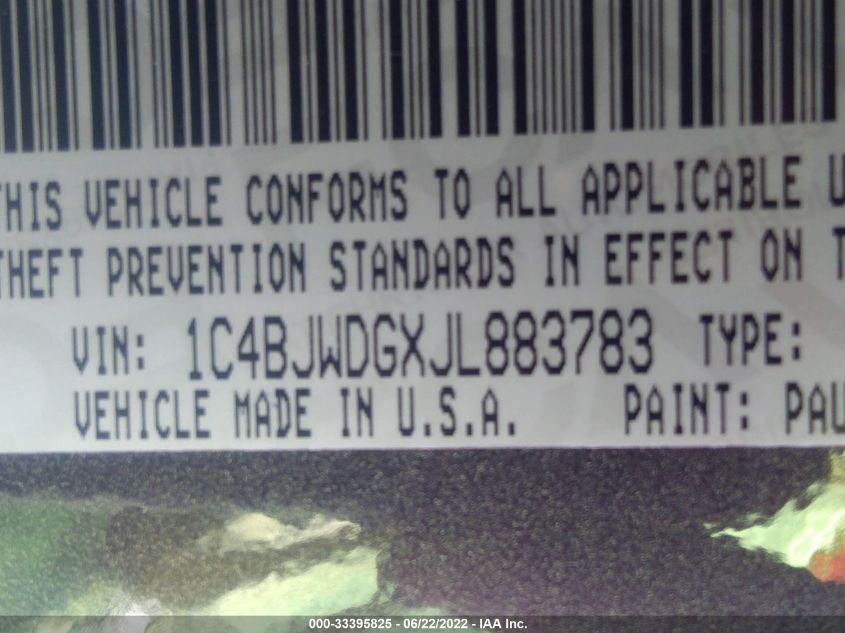 THIS VEHICLE CONFORMS TO ALL APPLICABLE U
THEFT PREVENTION STANDARDS IN EFFECT ON T
VIN: 1C4BJWDGXJL883783 TYPE:
VEHICLE MADE IN U.S.A. PAINT: PAU
000-33395825 - 06/22/2022 - IAA Inc.